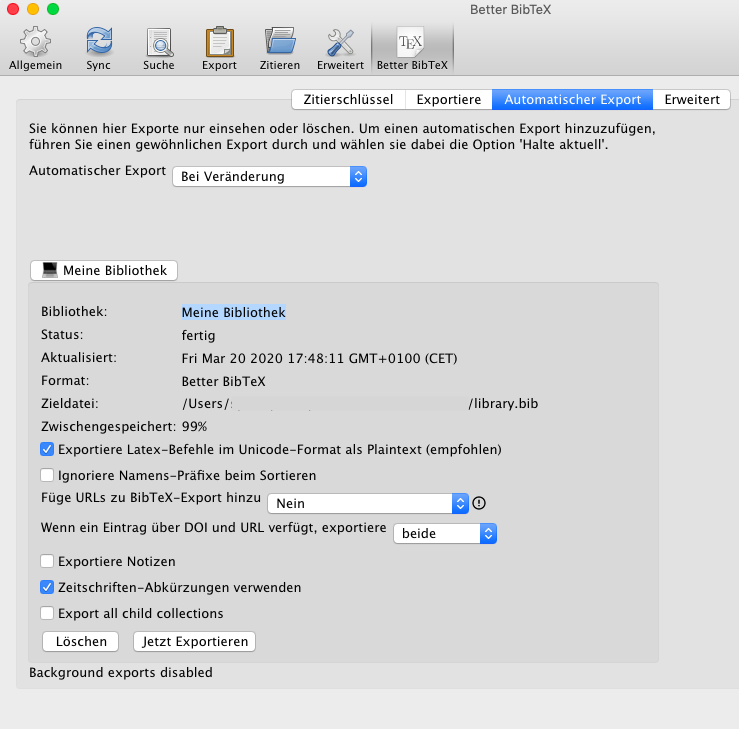 Better BibTeX
Allgemein Sync Suche Export Zitieren Erweitert Better BibTeX
TEX
Zitierschlüssel Exportiere Automatischer Export Erweitert
Sie können hier Exporte nur einsehen oder löschen. Um einen automatischen Export hinzuzufügen,
führen Sie einen gewöhnlichen Export durch und wählen sie dabei die Option 'Halte aktuell'.
Automatischer Export Bei Veränderung
Meine Bibliothek
Bibliothek: Meine Bibliothek
Status: fertig
Aktualisiert: Fri Mar 20 2020 17:48:11 GMT+0100 (CET)
Format: Better BibTeX
Zieldatei: /Users/ /library.bib
Zwischengespeichert: 99%
Exportiere Latex-Befehle im Unicode-Format als Plaintext (empfohlen)
Ignoriere Namens-Präfixe beim Sortieren
Füge URLs zu BibTeX-Export hinzu Nein
Wenn ein Eintrag über DOI und URL verfügt, exportiere beide
Exportiere Notizen
Zeitschriften-Abkürzungen verwenden
Export all child collections
Löschen Jetzt Exportieren
Background exports disabled